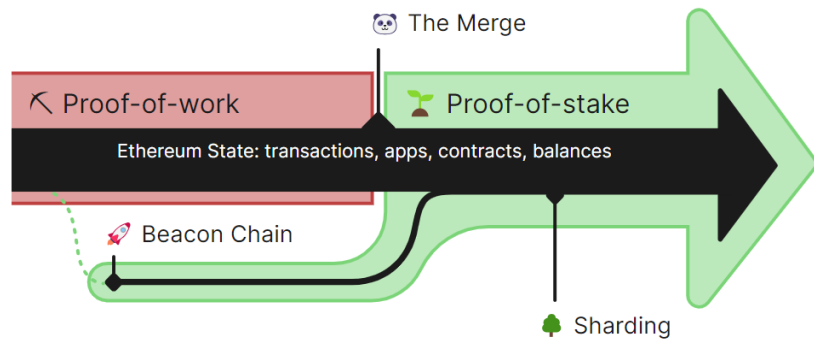 The Merge
Proof-of-work
Proof-of-stake
Ethereum State: transactions, apps, contracts, balances
Beacon Chain
Sharding